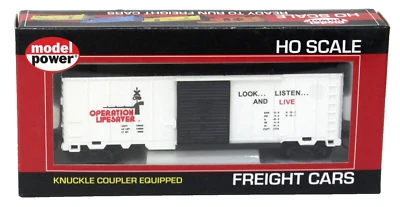 READY TO RUN FREIGHT CARS
model
power
HO SCALE
LOOK... LISTEN...
AND LIVE
OPERATION
LIFESAVER
KNUCKLE COUPLER EQUIPPED
FREIGHT CARS